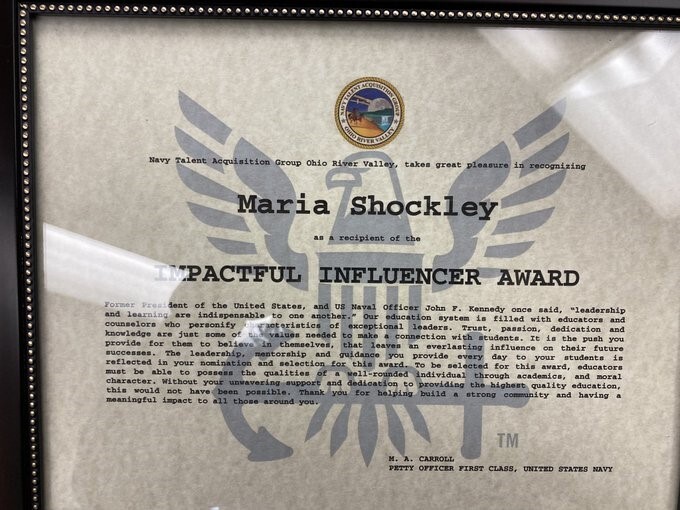 NAVY TALENT ACQUISITION GROUP
OHIO RIVER VALLEY
Navy Talent Acquisition Group Ohio River Valley, takes great pleasure in recognizing
Maria Shockley
as a recipient of the
IMPACTFUL INFLUENCER AWARD
Former President of the United States, and US Naval Officer John F. Kennedy once said, "leadership
and learning are indispensable to one another." Our education system is filled with educators and
counselors who personify characteristics of exceptional leaders. Trust, passion, dedication and
knowledge are just some of the values needed to make a connection with students. It is the push you
provide for them to believe in themselves, that leaves an everlasting influence on their future
successes. The leadership, mentorship and guidance you provide every day to your students is
reflected in your nomination and selection for this award. To be selected for this award, educators
must be able to possess the qualities of a well-rounded individual through academics, and moral
character. Without your unwavering support and dedication to providing the highest quality education,
this would not have been possible. Thank you for helping build a strong community and having a
meaningful impact to all those around you.
TM
M. A. CARROLL
PETTY OFFICER FIRST CLASS, UNITED STATES NAVY